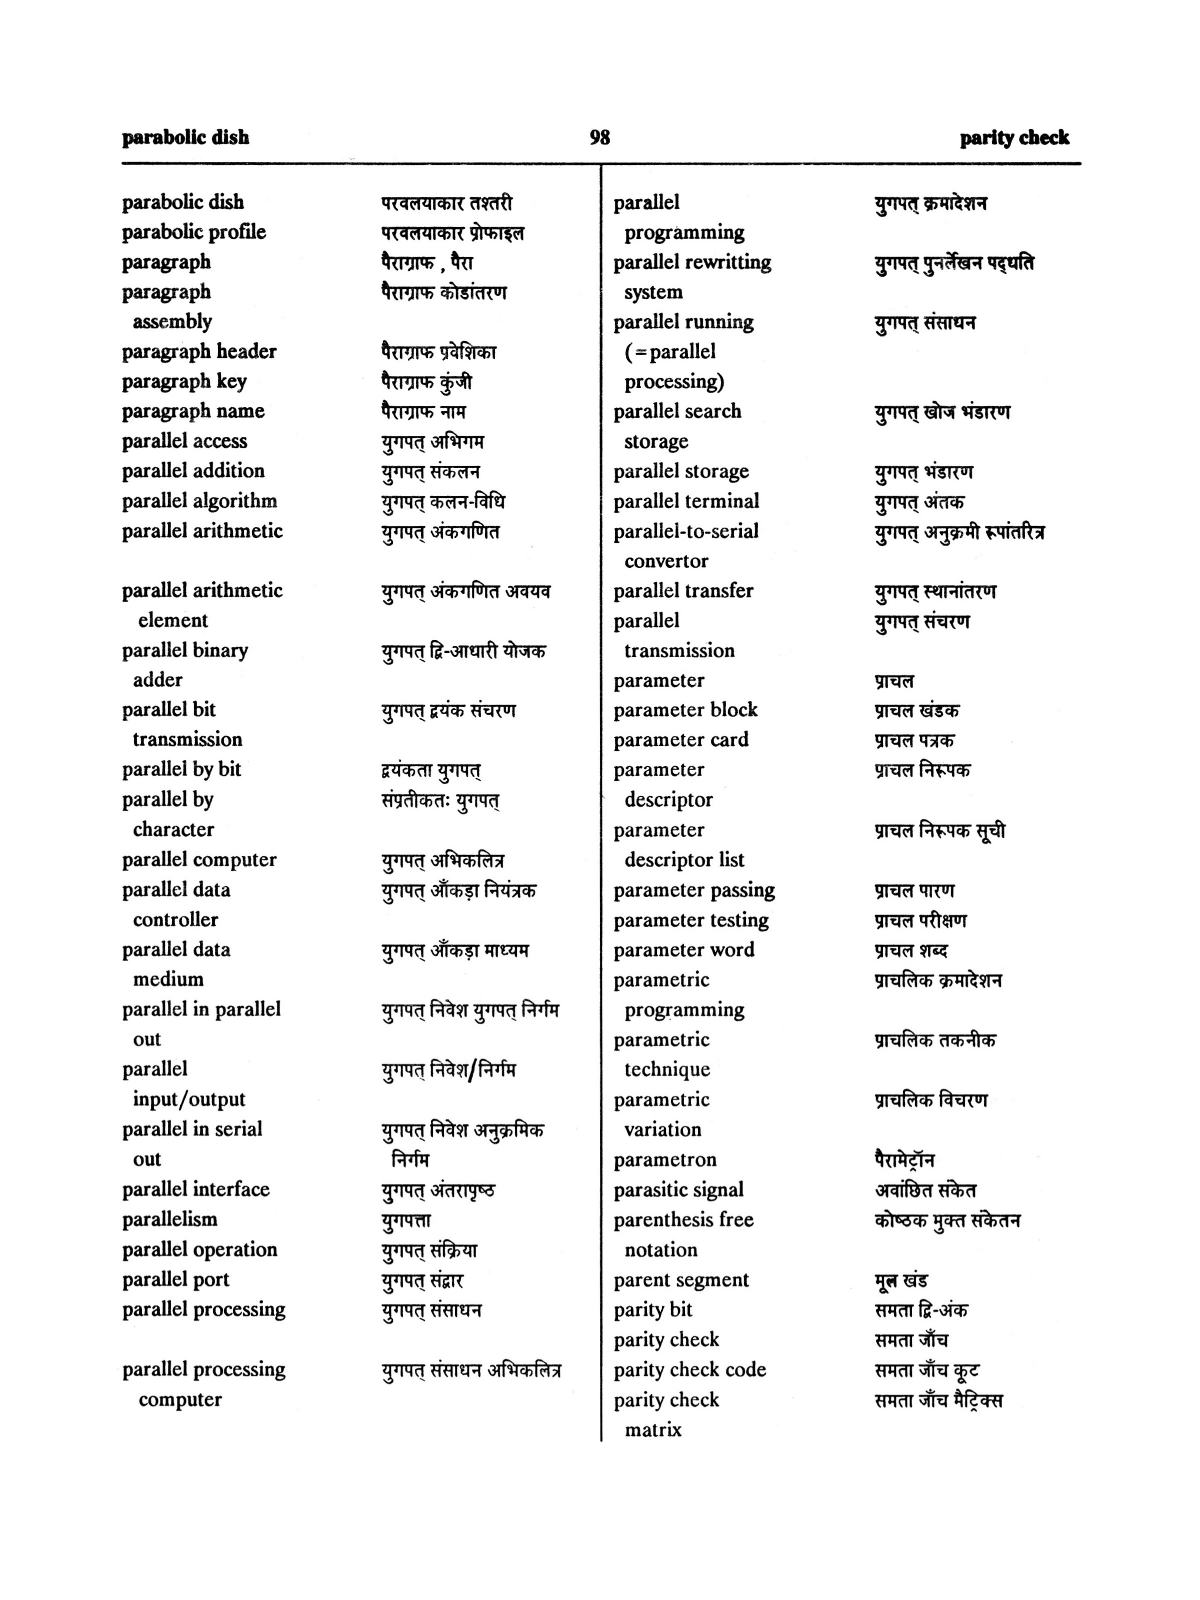 parabolic dish 98 parity check
parabolic dish परवलयाकार तश्तरी
parabolic profile परवलयाकार प्रोफाइल
paragraph पैराग्राफ , पैरा
paragraph पैराग्राफ कोडांतरण
assembly
paragraph header पैराग्राफ प्रवेशिका
paragraph key पैराग्राफ कुंजी
paragraph name पैराग्राफ नाम
parallel access युगपत् अभिगम
parallel addition युगपत् संकलन
parallel algorithm युगपत् कलन-विधि
parallel arithmetic युगपत् अंकगणित
parallel arithmetic युगपत् अंकगणित अवयव
element
parallel binary युगपत् द्वि-आधारी योजक
adder
parallel bit युगपत् द्वयंक संचरण
transmission
parallel by bit द्वयंकता युगपत्
parallel by संप्रतीकतः युगपत्
character
parallel computer युगपत् अभिकलित्र
parallel data युगपत् आँकड़ा नियंत्रक
controller
parallel data युगपत् आँकड़ा माध्यम
medium
parallel in parallel युगपत् निवेश युगपत् निर्गम
out
parallel युगपत् निवेश/निर्गम
input/output
parallel in serial युगपत् निवेश अनुक्रमिक
out निर्गम
parallel interface युगपत् अंतरापृष्ठ
parallelism युगपत्ता
parallel operation युगपत् संक्रिया
parallel port युगपत् संद्वार
parallel processing युगपत् संसाधन
parallel processing युगपत् संसाधन अभिकलित्र
computer
parallel युगपत् क्रमादेशन
programming
parallel rewritting युगपत् पुनर्लेखन पद्धति
system
parallel running युगपत् संसाधन
(=parallel
processing)
parallel search युगपत् खोज भंडारण
storage
parallel storage युगपत् भंडारण
parallel terminal युगपत् अंतक
parallel-to-serial युगपत् अनुक्रमी रूपांतरित्र
convertor
parallel transfer युगपत् स्थानांतरण
parallel युगपत् संचरण
transmission
parameter प्राचल
parameter block प्राचल खंडक
parameter card प्राचल पत्रक
parameter प्राचल निरूपक
descriptor
parameter प्राचल निरूपक सूची
descriptor list
parameter passing प्राचल पारण
parameter testing प्राचल परीक्षण
parameter word प्राचल शब्द
parametric प्राचलिक क्रमादेशन
programming
parametric प्राचलिक तकनीक
technique
parametric प्राचलिक विचरण
variation
parametron पैरामेट्रॉन
parasitic signal अवांछित संकेत
parenthesis free कोष्ठक मुक्त संकेतन
notation
parent segment मूल खंड
parity bit समता द्वि-अंक
parity check समता जाँच
parity check code समता जाँच कूट
parity check समता जाँच मैट्रिक्स
matrix